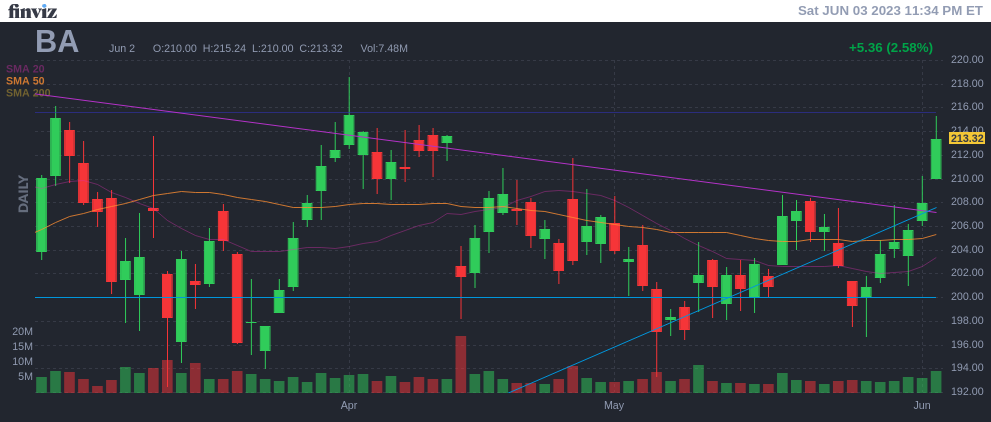 finviz
Sat JUN 03 2023 11:34 PM ET
BA
Jun 2 O:210.00 H:215.24 L:210.00 C:213.32 Vol:7.48M
+5.36 (2.58%)
SMA 20
SMA 50
SMA 200
DAILY
220.00
218.00
216.00
214.00
213.32
212.00
210.00
208.00
206.00
204.00
202.00
200.00
198.00
196.00
194.00
192.00
20M
15M
10M
5M
Apr
May
Jun